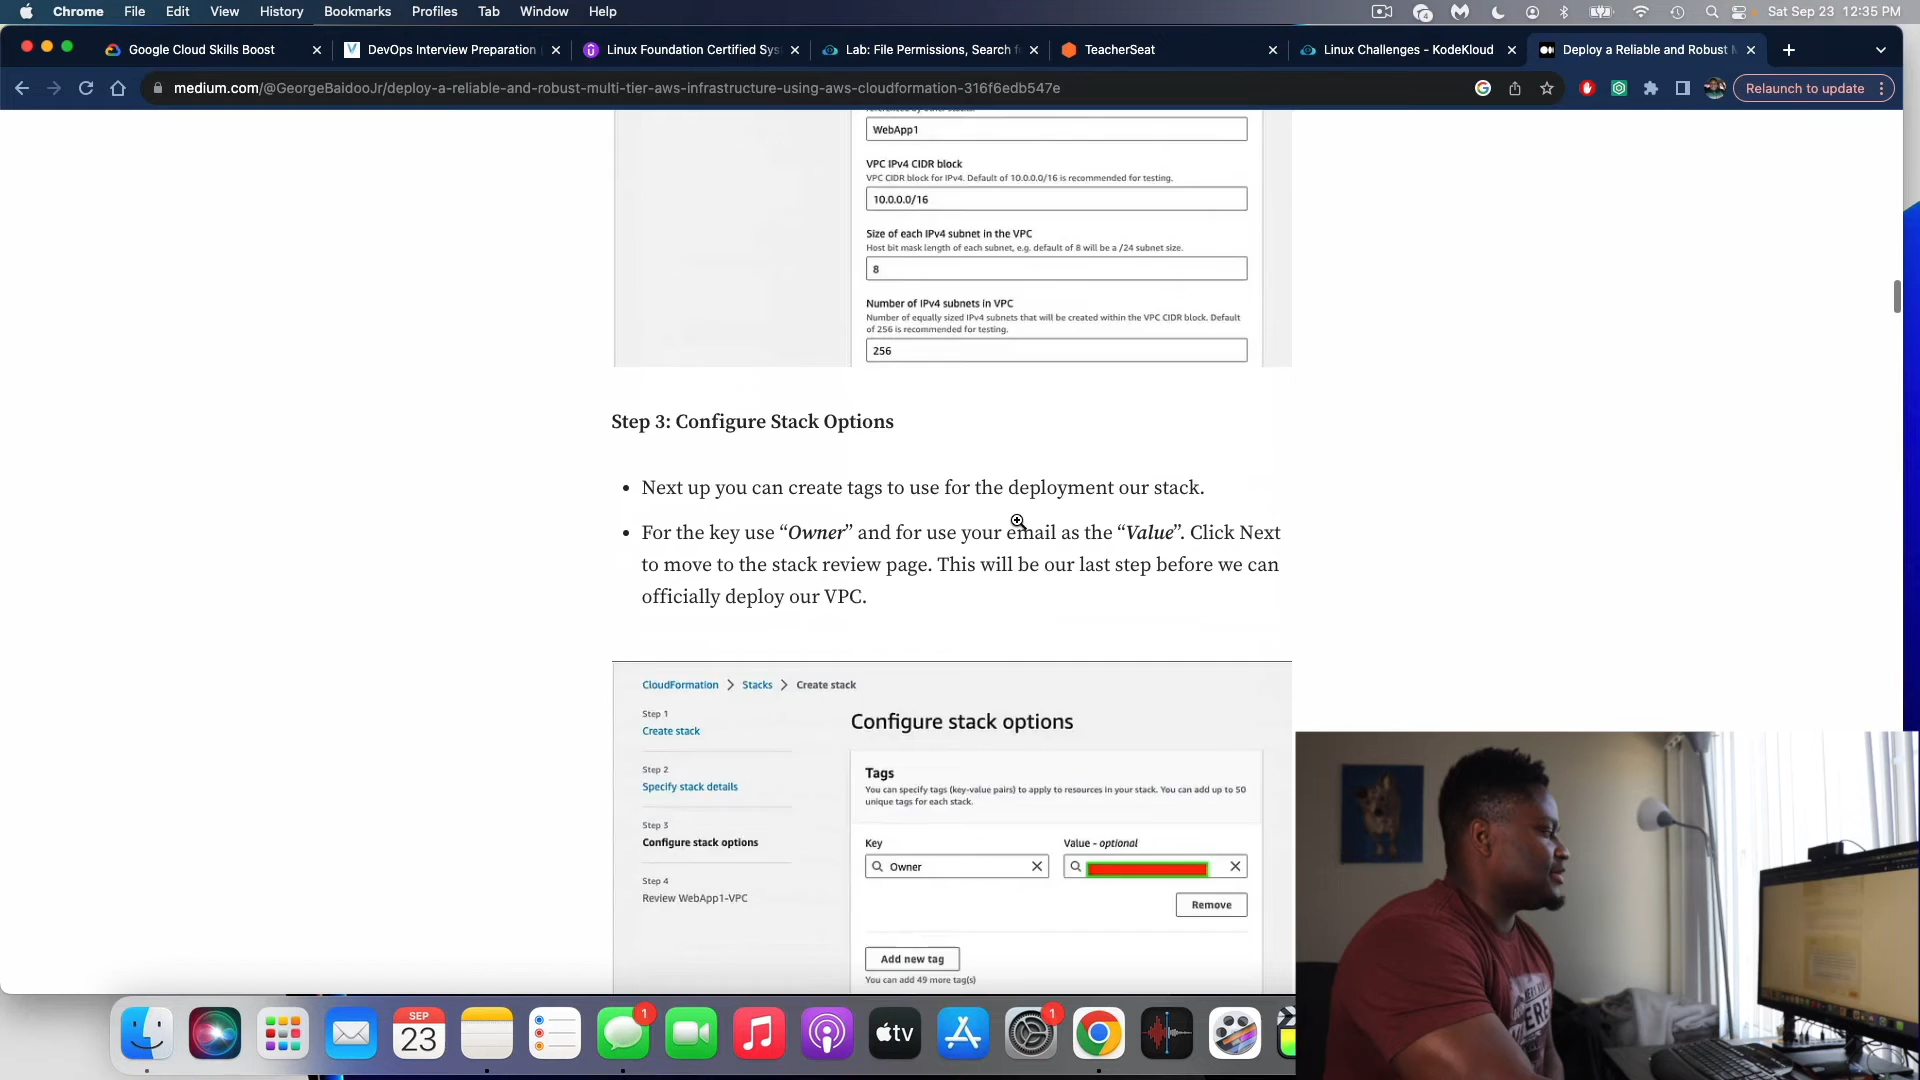 Chrome File Edit View History Bookmarks Profiles Tab Window Help Sat Sep 23 12:35 PM
Google Cloud Skills Boost
DevOps Interview Preparation
Linux Foundation Certified Sys
Lab: File Permissions, Search f
TeacherSeat
Linux Challenges - KodeKloud
Deploy a Reliable and Robust M
medium.com/@GeorgeBaidooJr/deploy-a-reliable-and-robust-multi-tier-aws-infrastructure-using-aws-cloudformation-316f6edb547e
Relaunch to update
WebApp1
VPC IPv4 CIDR block
VPC CIDR block for IPv4. Default of 10.0.0.0/16 is recommended for testing.
10.0.0.0/16
Size of each IPv4 subnet in the VPC
Host bit mask length of each subnet, e.g. default of 8 will be a /24 subnet size.
8
Number of IPv4 subnets in VPC
Number of equally sized IPv4 subnets that will be created within the VPC CIDR block. Default
of 256 is recommended for testing.
256
Step 3: Configure Stack Options
• Next up you can create tags to use for the deployment our stack.
• For the key use “Owner” and for use your email as the “Value”. Click Next
to move to the stack review page. This will be our last step before we can
officially deploy our VPC.
CloudFormation > Stacks > Create stack
Step 1
Create stack
Step 2
Specify stack details
Step 3
Configure stack options
Step 4
Review WebApp1-VPC
Configure stack options
Tags
You can specify tags (key-value pairs) to apply to resources in your stack. You can add up to 50
unique tags for each stack.
Key
Value - optional
Owner
Remove
Add new tag
You can add 49 more tag(s)
SEP
23
1
tv
1